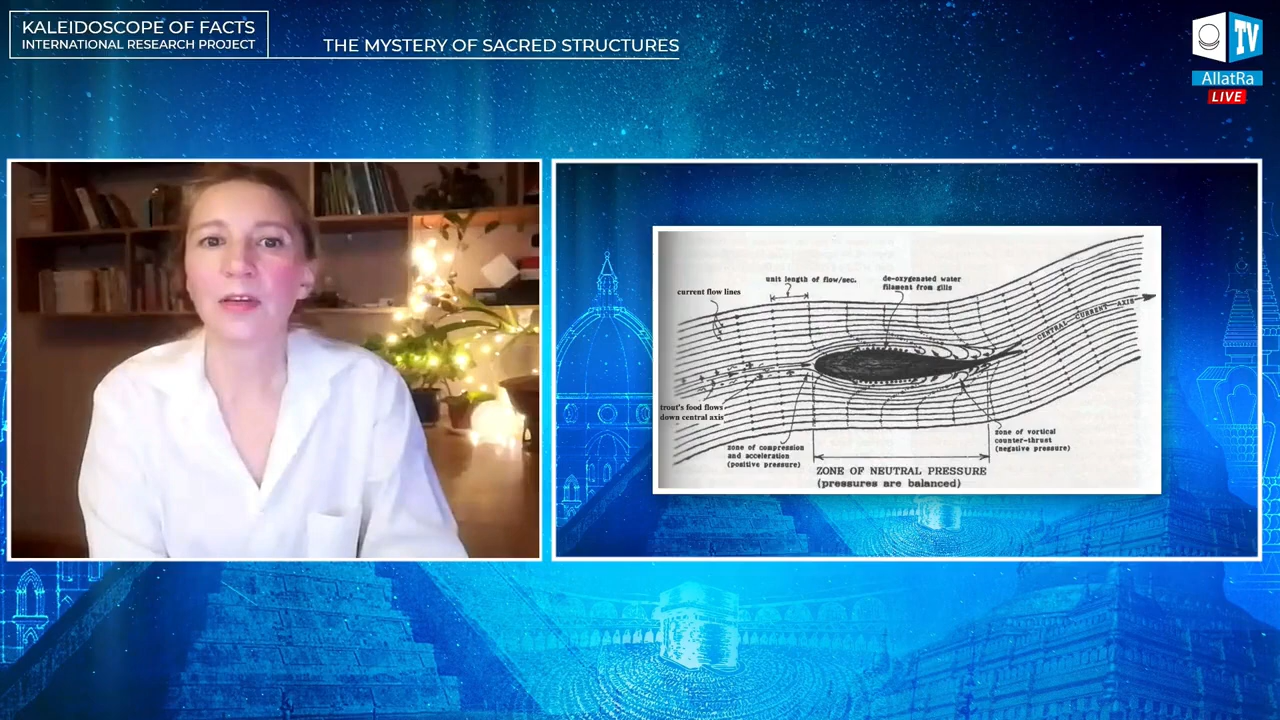 KALEIDOSCOPE OF FACTS
INTERNATIONAL RESEARCH PROJECT
THE MYSTERY OF SACRED STRUCTURES
TV
AllatRa
LIVE
unit length of flow/sec.
de-oxygenated water
filament from gills
current flow lines
CENTRAL CURRENT AXIS
trout's food flows
down central axis
zone of compression
and acceleration
(positive pressure)
zone of vortical
counter-thrust
(negative pressure)
ZONE OF NEUTRAL PRESSURE
(pressures are balanced)